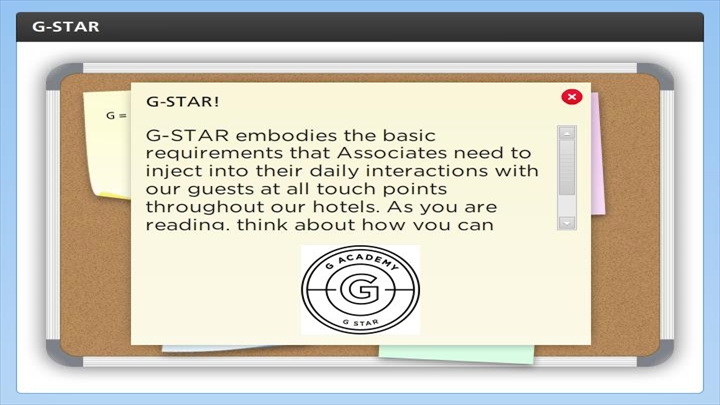 G-STAR
G =
G-STAR!
G-STAR embodies the basic
requirements that Associates need to
inject into their daily interactions with
our guests at all touch points
throughout our hotels. As you are
reading, think about how you can
G ACADEMY
G
G STAR